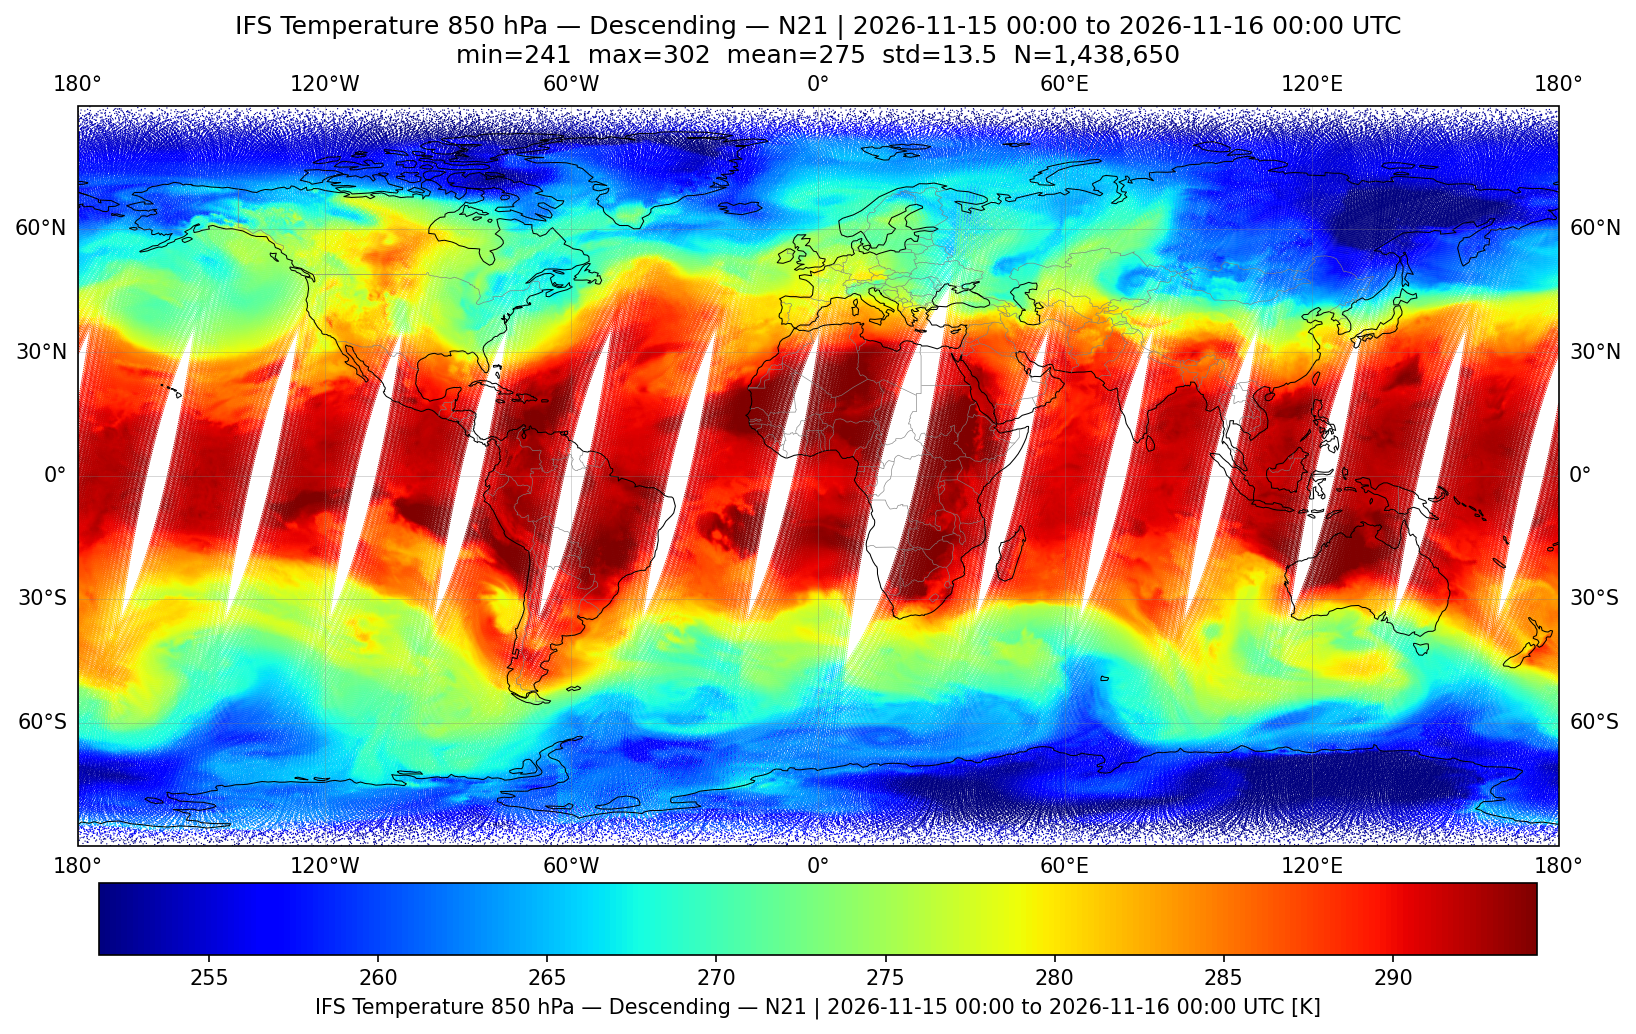 IFS Temperature 850 hPa — Descending — N21 | 2026-11-15 00:00 to 2026-11-16 00:00 UTC
min=241  max=302  mean=275  std=13.5  N=1,438,650
180° 120°W 60°W 0° 60°E 120°E 180°
60°N 60°N
30°N 30°N
0° 0°
30°S 30°S
60°S 60°S
180° 120°W 60°W 0° 60°E 120°E 180°
255 260 265 270 275 280 285 290
IFS Temperature 850 hPa — Descending — N21 | 2026-11-15 00:00 to 2026-11-16 00:00 UTC [K]